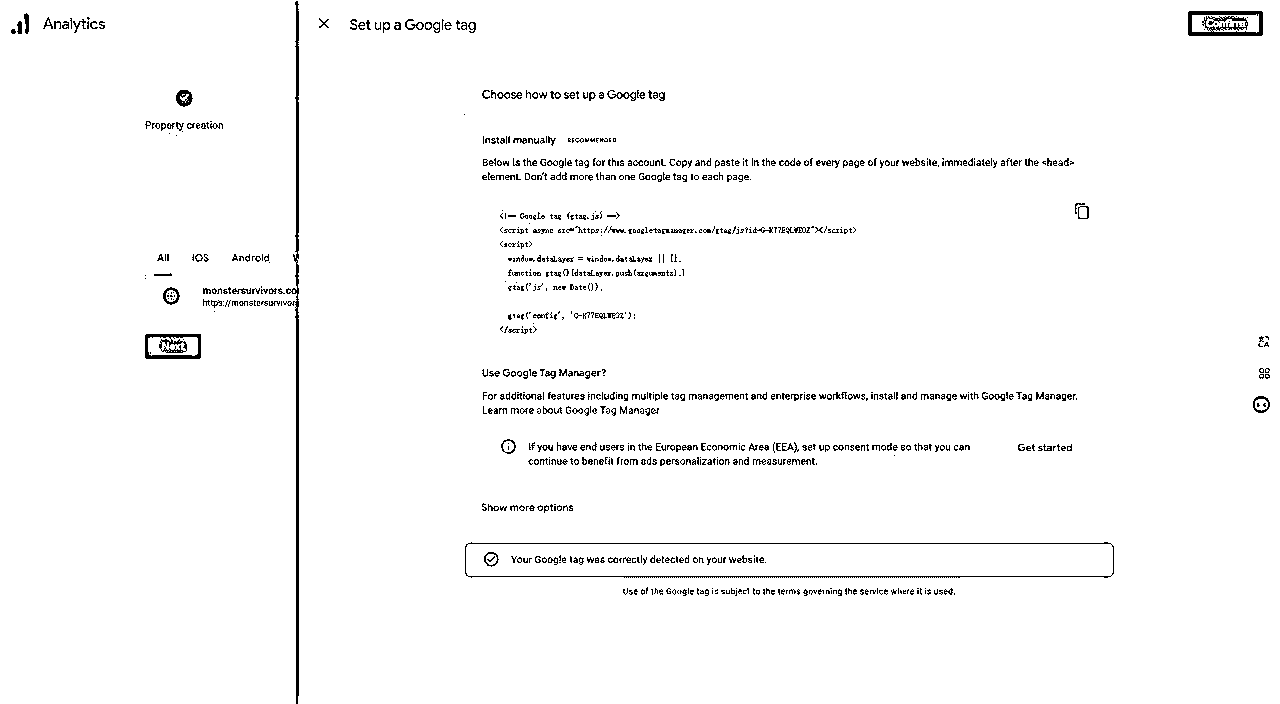 Analytics
Set up a Google tag
Property creation
All iOS Android
monstersurvivors.co
https://monstersurvivor
Next
Choose how to set up a Google tag
Install manually RECOMMENDED
Below is the Google tag for this account. Copy and paste it in the code of every page of your website, immediately after the <head>
element. Don't add more than one Google tag to each page.
<!-- Google tag (gtag.js) -->
<script async src="https://www.googletagmanager.com/gtag/js?id=G-K77EQLWE0Z"></script>
<script>
window.dataLayer = window.dataLayer || [];
function gtag(){dataLayer.push(arguments);}
gtag('js', new Date());
gtag('config', 'G-K77EQLWE0Z');
</script>
Use Google Tag Manager?
For additional features including multiple tag management and enterprise workflows, install and manage with Google Tag Manager.
Learn more about Google Tag Manager
If you have end users in the European Economic Area (EEA), set up consent mode so that you can
continue to benefit from ads personalization and measurement.
Get started
Show more options
Your Google tag was correctly detected on your website.
Use of the Google tag is subject to the terms governing the service where it is used.